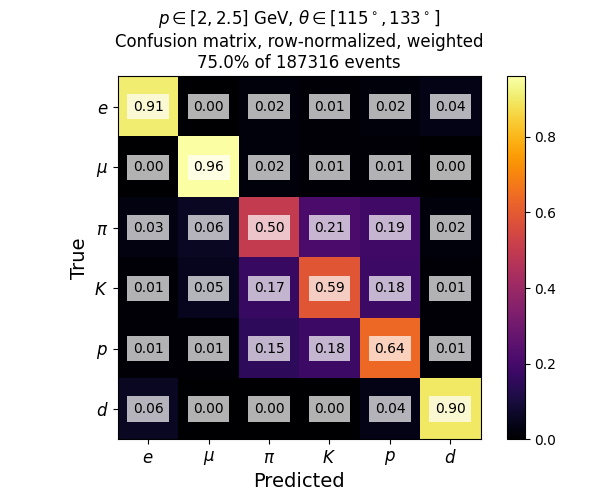 p ∈ [2, 2.5] GeV, θ ∈ [115°, 133°]
Confusion matrix, row-normalized, weighted
75.0% of 187316 events
e 0.91 0.00 0.02 0.01 0.02 0.04
μ 0.00 0.96 0.02 0.01 0.01 0.00
π 0.03 0.06 0.50 0.21 0.19 0.02
K 0.01 0.05 0.17 0.59 0.18 0.01
p 0.01 0.01 0.15 0.18 0.64 0.01
d 0.06 0.00 0.00 0.00 0.04 0.90
e μ π K p d
True
Predicted
0.8
0.6
0.4
0.2
0.0